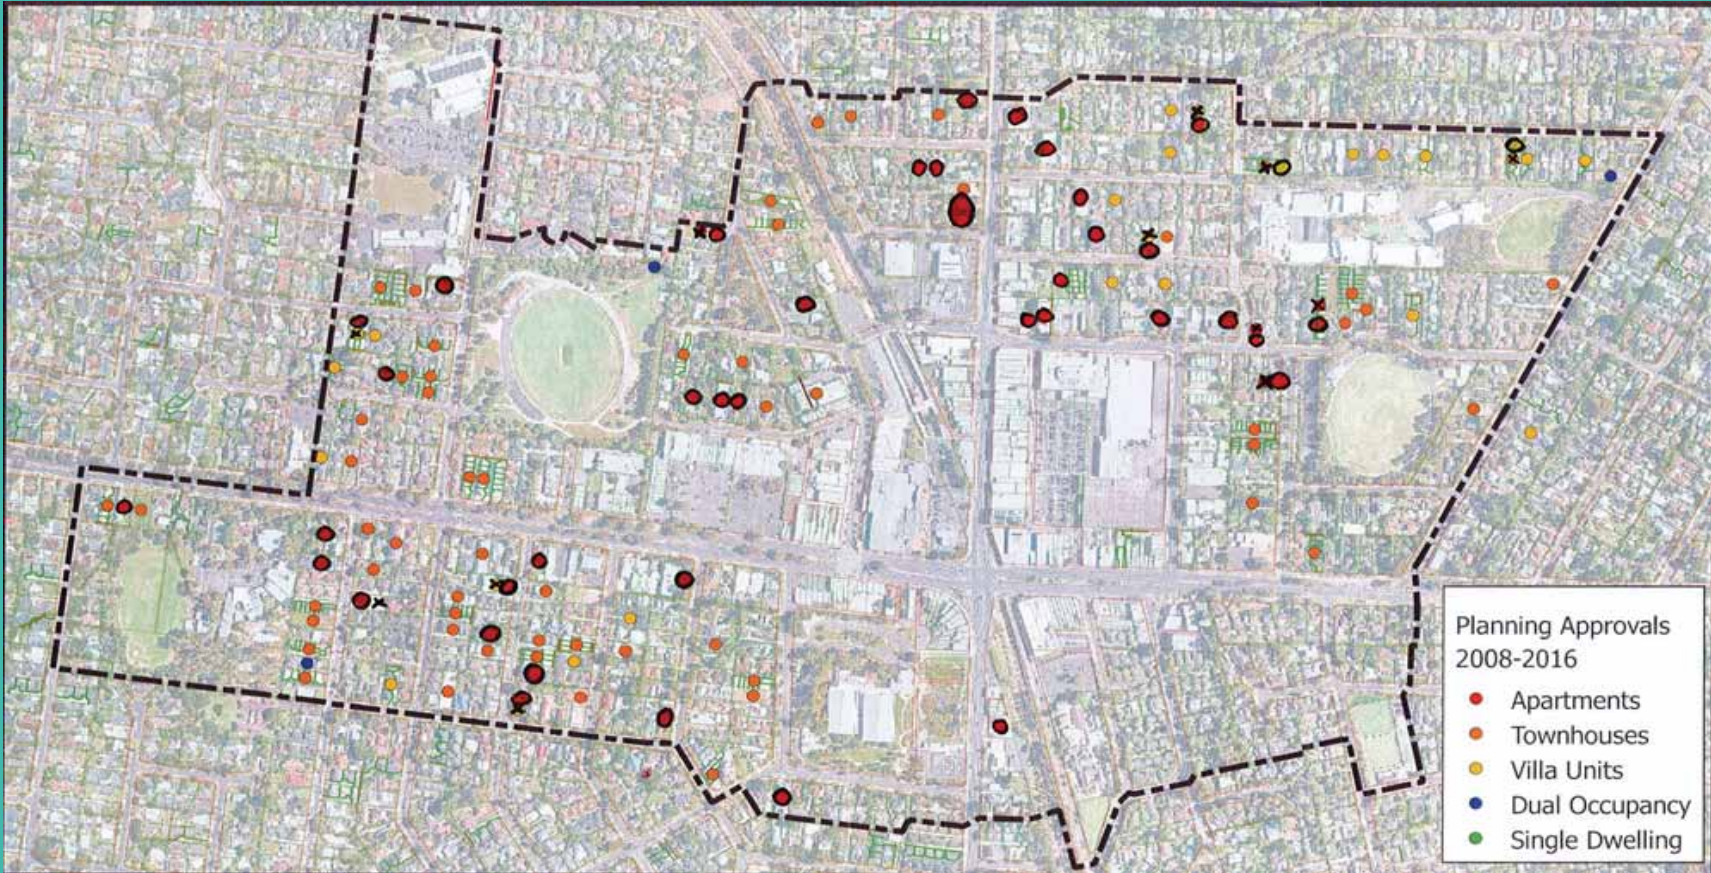 Planning Approvals
2008-2016
Apartments
Townhouses
Villa Units
Dual Occupancy
Single Dwelling